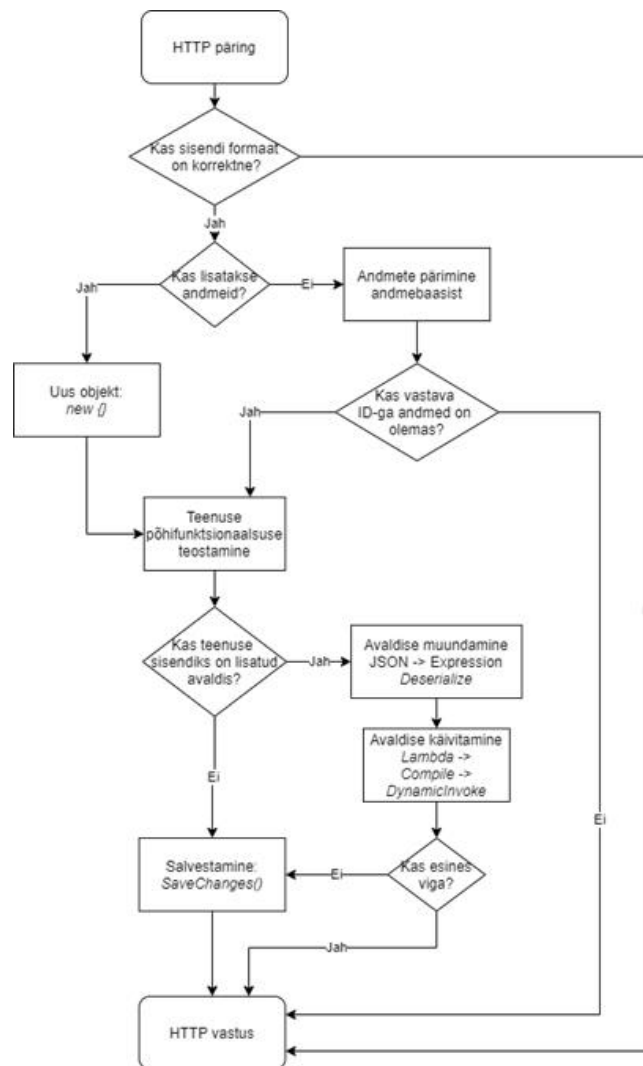 HTTP päring
Kas sisendi formaat
on korrektne?
Jah
Kas lisatakse
andmeid?
Jah
Ei
Andmete pärimine
andmebaasist
Uus objekt:
new {}
Kas vastava
ID-ga andmed on
olemas?
Jah
Teenuse
põhifunktsionaalsuse
teostamine
Kas teenuse
sisendiks on lisatud
avaldis?
Jah
Avaldise muundamine
JSON -> Expression
Deserialize
Avaldise käivitamine
Lambda ->
Compile ->
DynamicInvoke
Ei
Ei
Salvestamine:
SaveChanges()
Ei
Kas esines
viga?
Jah
HTTP vastus